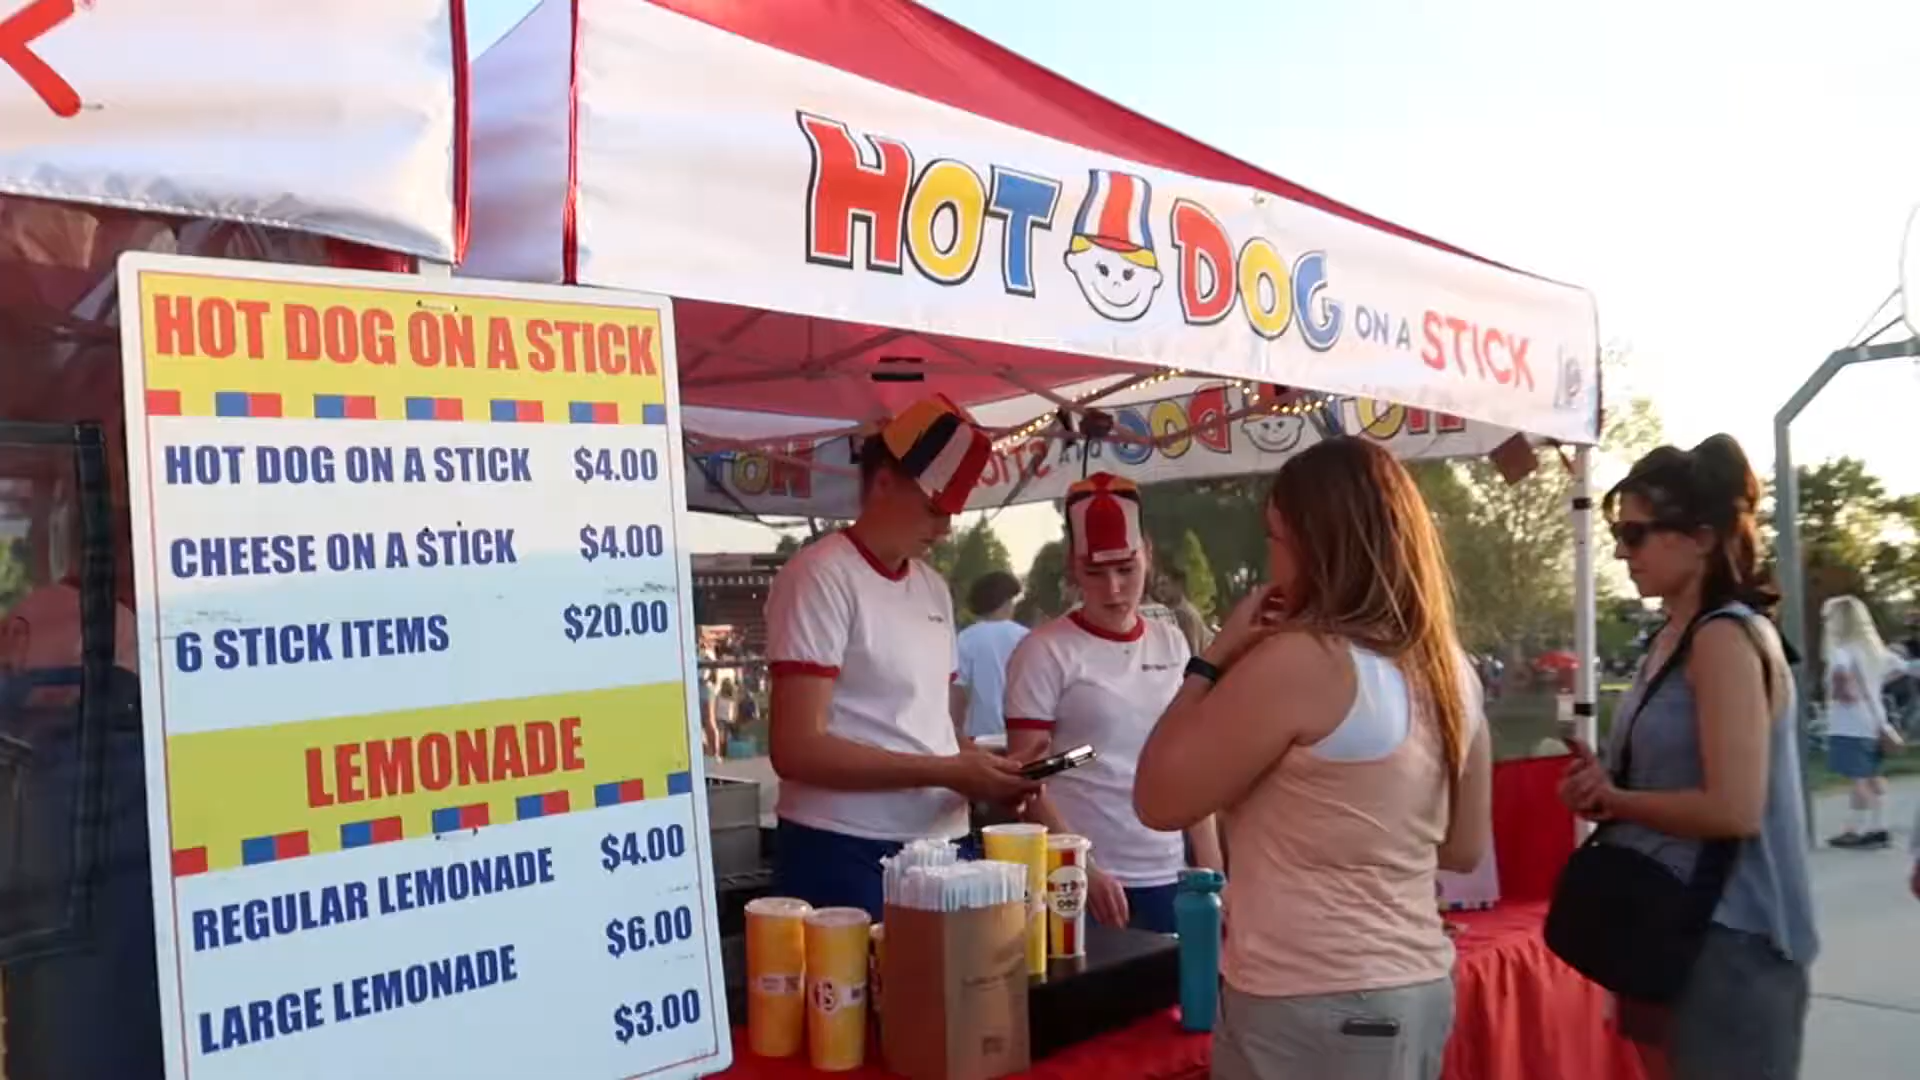 HOT DOG ON A STICK
HOT DOG ON A STICK
HOT DOG ON A STICK $4.00
CHEESE ON A STICK $4.00
6 STICK ITEMS $20.00
LEMONADE
REGULAR LEMONADE $4.00
LARGE LEMONADE $6.00
$3.00